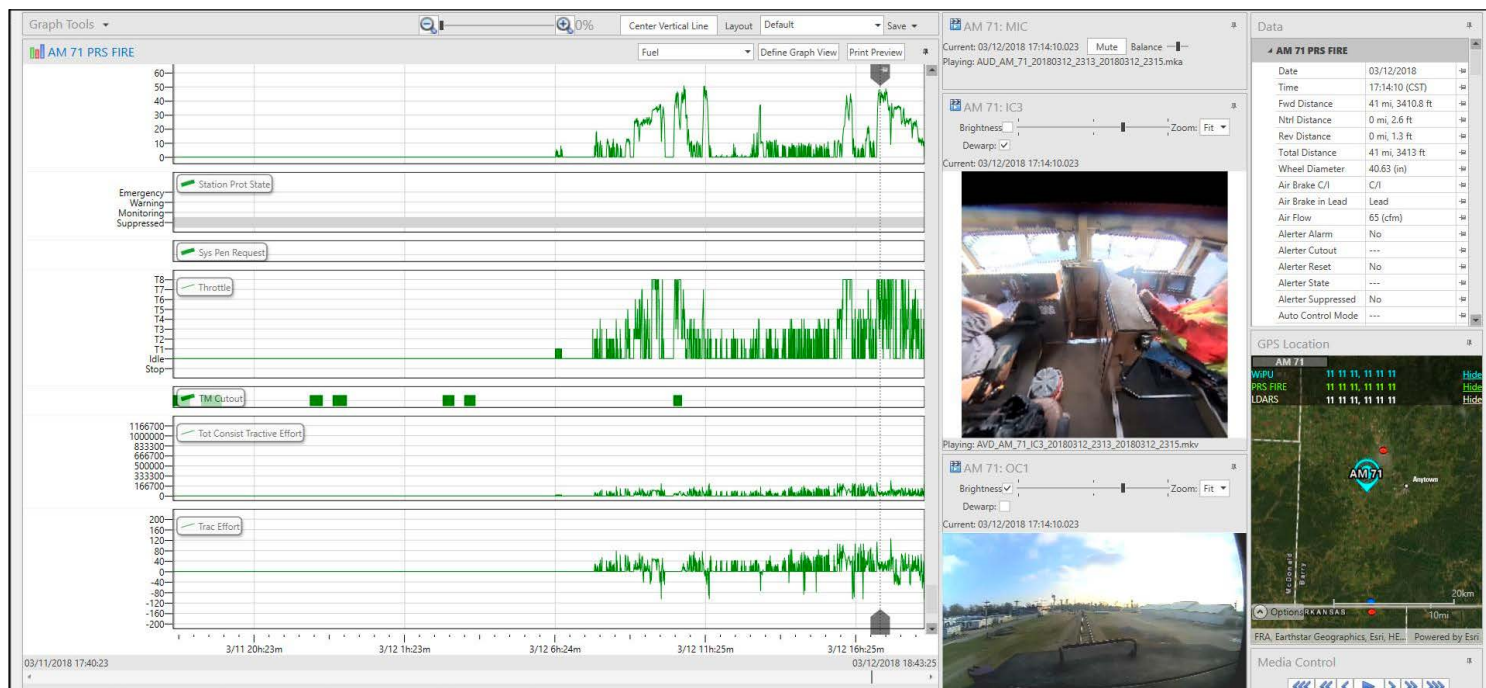 Graph Tools
0%
Center Vertical Line
Layout
Default
Save
AM 71 PRS FIRE
Fuel
Define Graph View
Print Preview
60
50
40
30
20
10
0
Station Prot State
Emergency
Warning
Monitoring
Suppressed
Sys Pen Request
T8
T7
T6
T5
T4
T3
T2
T1
Idle
Stop
Throttle
TM Cutout
1166700
1000000
833300
666700
500000
333300
166700
0
Tot Consist Tractive Effort
200
160
120
80
40
0
-40
-80
-120
-160
-200
Trac Effort
3/11 20h:23m
3/12 1h:23m
3/12 6h:24m
3/12 11h:25m
3/12 16h:25m
03/11/2018 17:40:23
03/12/2018 18:43:25
AM 71: MIC
Current: 03/12/2018 17:14:10.023
Mute
Balance
Playing: AUD_AM_71_20180312_2313_20180312_2315.mka
AM 71: IC3
Brightness
Zoom: Fit
Dewarp:
Current: 03/12/2018 17:14:10.023
Playing: AVD_AM_71_IC3_20180312_2313_20180312_2315.mkv
AM 71: OC1
Brightness
Zoom: Fit
Dewarp:
Current: 03/12/2018 17:14:10.023
Data
AM 71 PRS FIRE
Date 03/12/2018
Time 17:14:10 (CST)
Fwd Distance 41 mi, 3410.8 ft
Ntrl Distance 0 mi, 2.6 ft
Rev Distance 0 mi, 1.3 ft
Total Distance 41 mi, 3413 ft
Wheel Diameter 40.63 (in)
Air Brake C/I C/I
Air Brake in Lead Lead
Air Flow 65 (cfm)
Alerter Alarm No
Alerter Cutout ---
Alerter Reset No
Alerter State ---
Alerter Suppressed No
Auto Control Mode ---
GPS Location
AM 71
WiPU 11 11 11, 11 11 11 Hide
PRS FIRE 11 11 11, 11 11 11 Hide
LDARS 11 11 11, 11 11 11 Hide
AM 71
Anytown
McDonald
Barry
20km
Options
RKANSAS
10mi
FRA, Earthstar Geographics, Esri, HE... Powered by Esri
Media Control